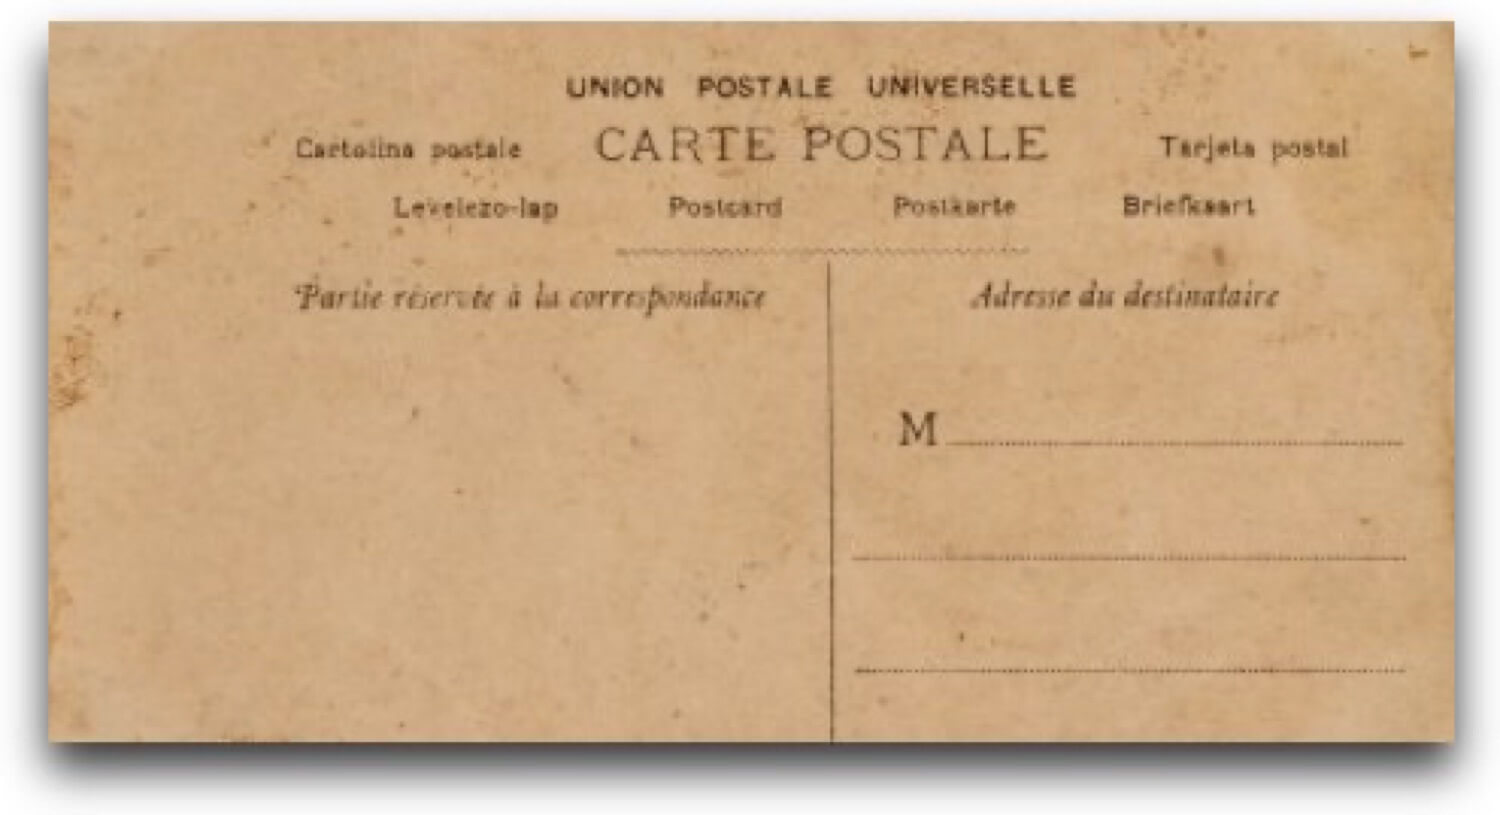 UNION POSTALE UNIVERSELLE
Cartolina postale CARTE POSTALE Tarjeta postal
Levelezo-lap Postcard Postkarte Briefkaart
Partie réservée à la correspondance
Adresse du destinataire
M